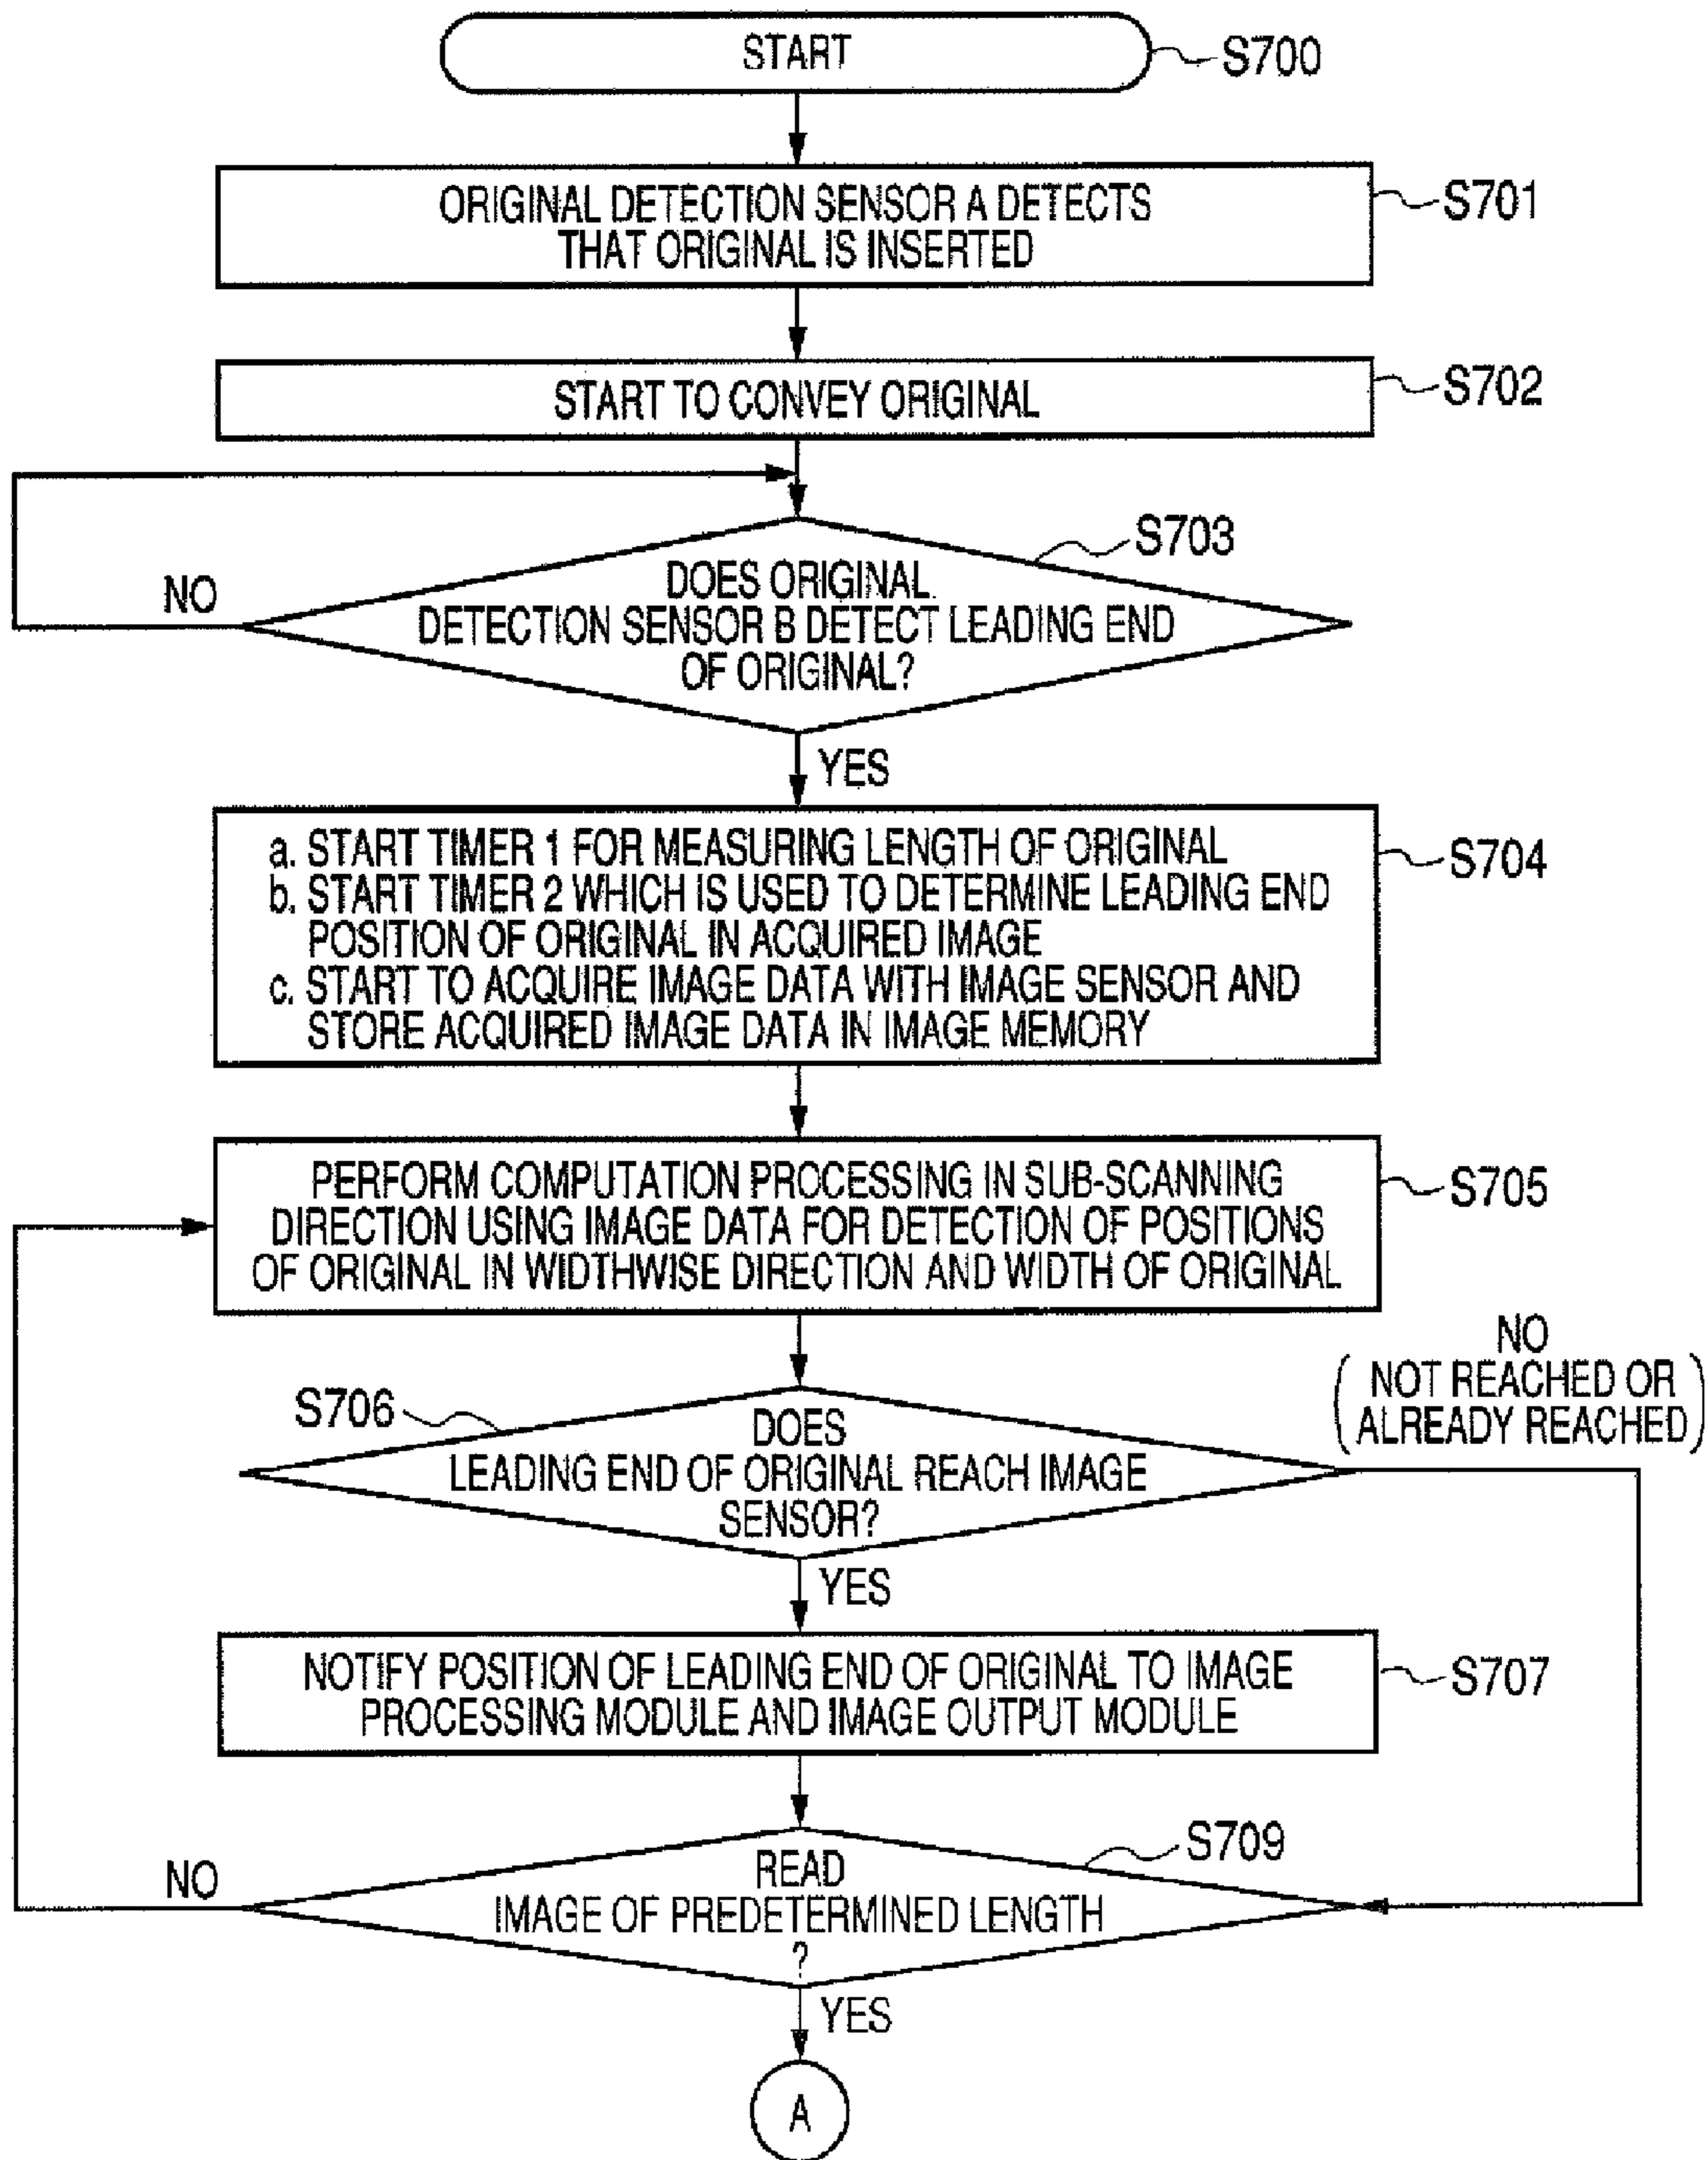 START
S700
ORIGINAL DETECTION SENSOR A DETECTS
THAT ORIGINAL IS INSERTED
S701
START TO CONVEY ORIGINAL
S702
S703
DOES ORIGINAL
DETECTION SENSOR B DETECT LEADING END
OF ORIGINAL?
NO
YES
a. START TIMER 1 FOR MEASURING LENGTH OF ORIGINAL
b. START TIMER 2 WHICH IS USED TO DETERMINE LEADING END
POSITION OF ORIGINAL IN ACQUIRED IMAGE
c. START TO ACQUIRE IMAGE DATA WITH IMAGE SENSOR AND
STORE ACQUIRED IMAGE DATA IN IMAGE MEMORY
S704
PERFORM COMPUTATION PROCESSING IN SUB-SCANNING
DIRECTION USING IMAGE DATA FOR DETECTION OF POSITIONS
OF ORIGINAL IN WIDTHWISE DIRECTION AND WIDTH OF ORIGINAL
S705
S706
DOES
LEADING END OF ORIGINAL REACH IMAGE
SENSOR?
NO
(NOT REACHED OR
ALREADY REACHED)
YES
NOTIFY POSITION OF LEADING END OF ORIGINAL TO IMAGE
PROCESSING MODULE AND IMAGE OUTPUT MODULE
S707
S709
READ
IMAGE OF PREDETERMINED LENGTH
?
NO
YES
A